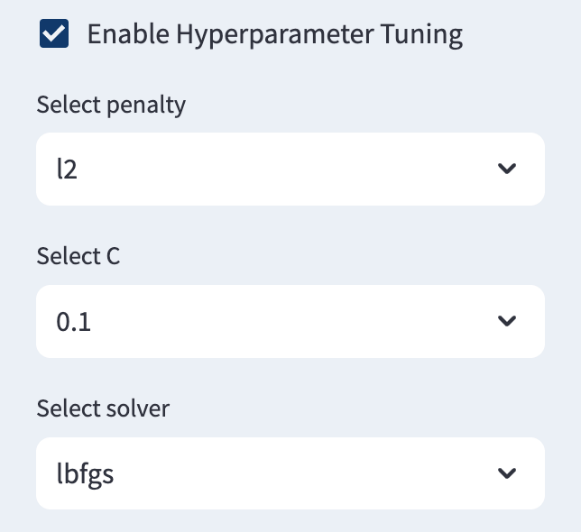 Enable Hyperparameter Tuning
Select penalty
l2
Select C
0.1
Select solver
lbfgs